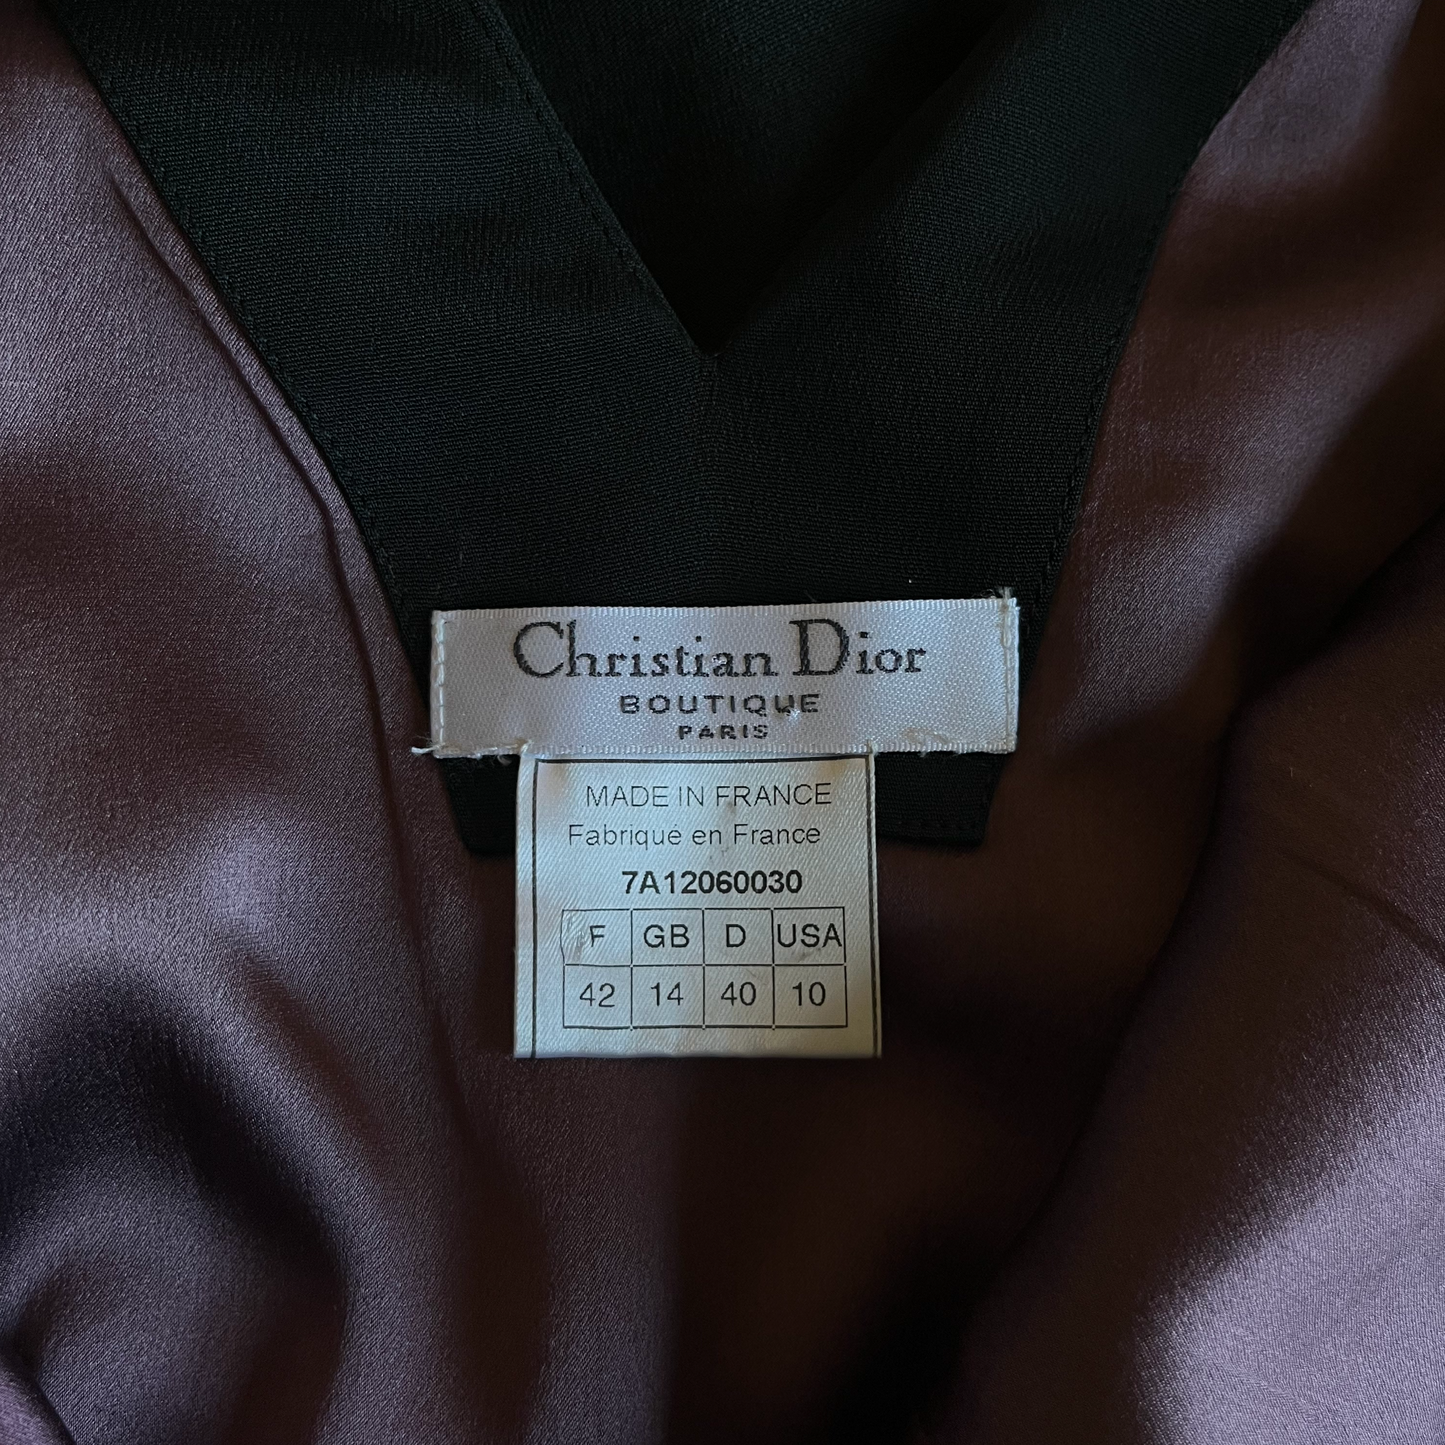 Christian Dior
BOUTIQUE
PARIS
MADE IN FRANCE
Fabriqué en France
7A12060030
F GB D USA
42 14 40 10